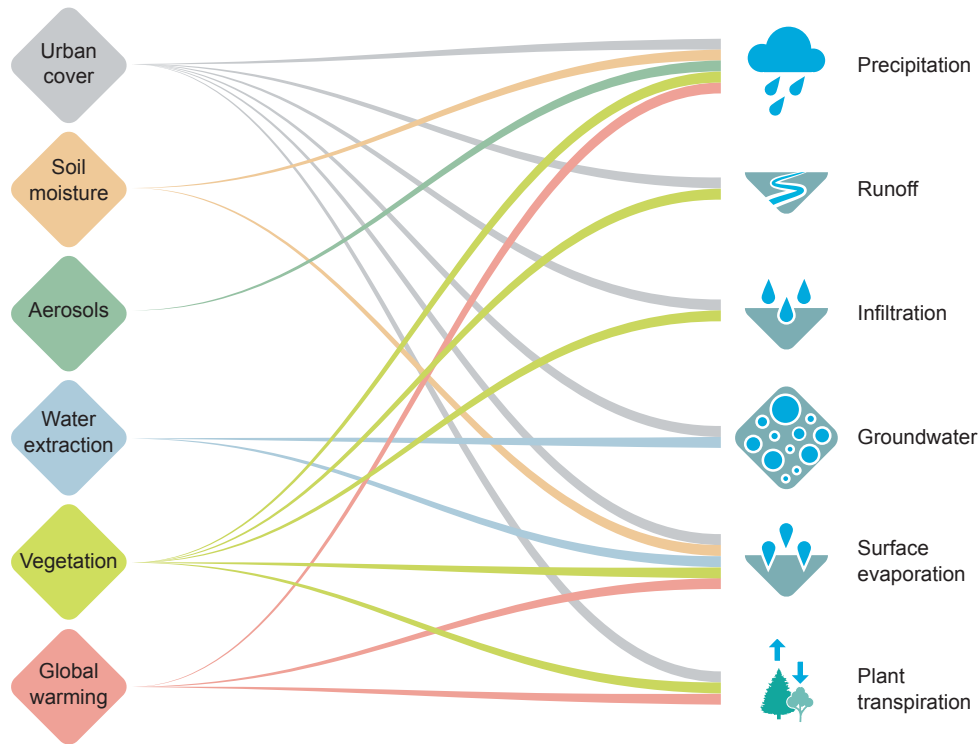 Urban
cover
Soil
moisture
Aerosols
Water
extraction
Vegetation
Global
warming
Precipitation
Runoff
Infiltration
Groundwater
Surface
evaporation
Plant
transpiration